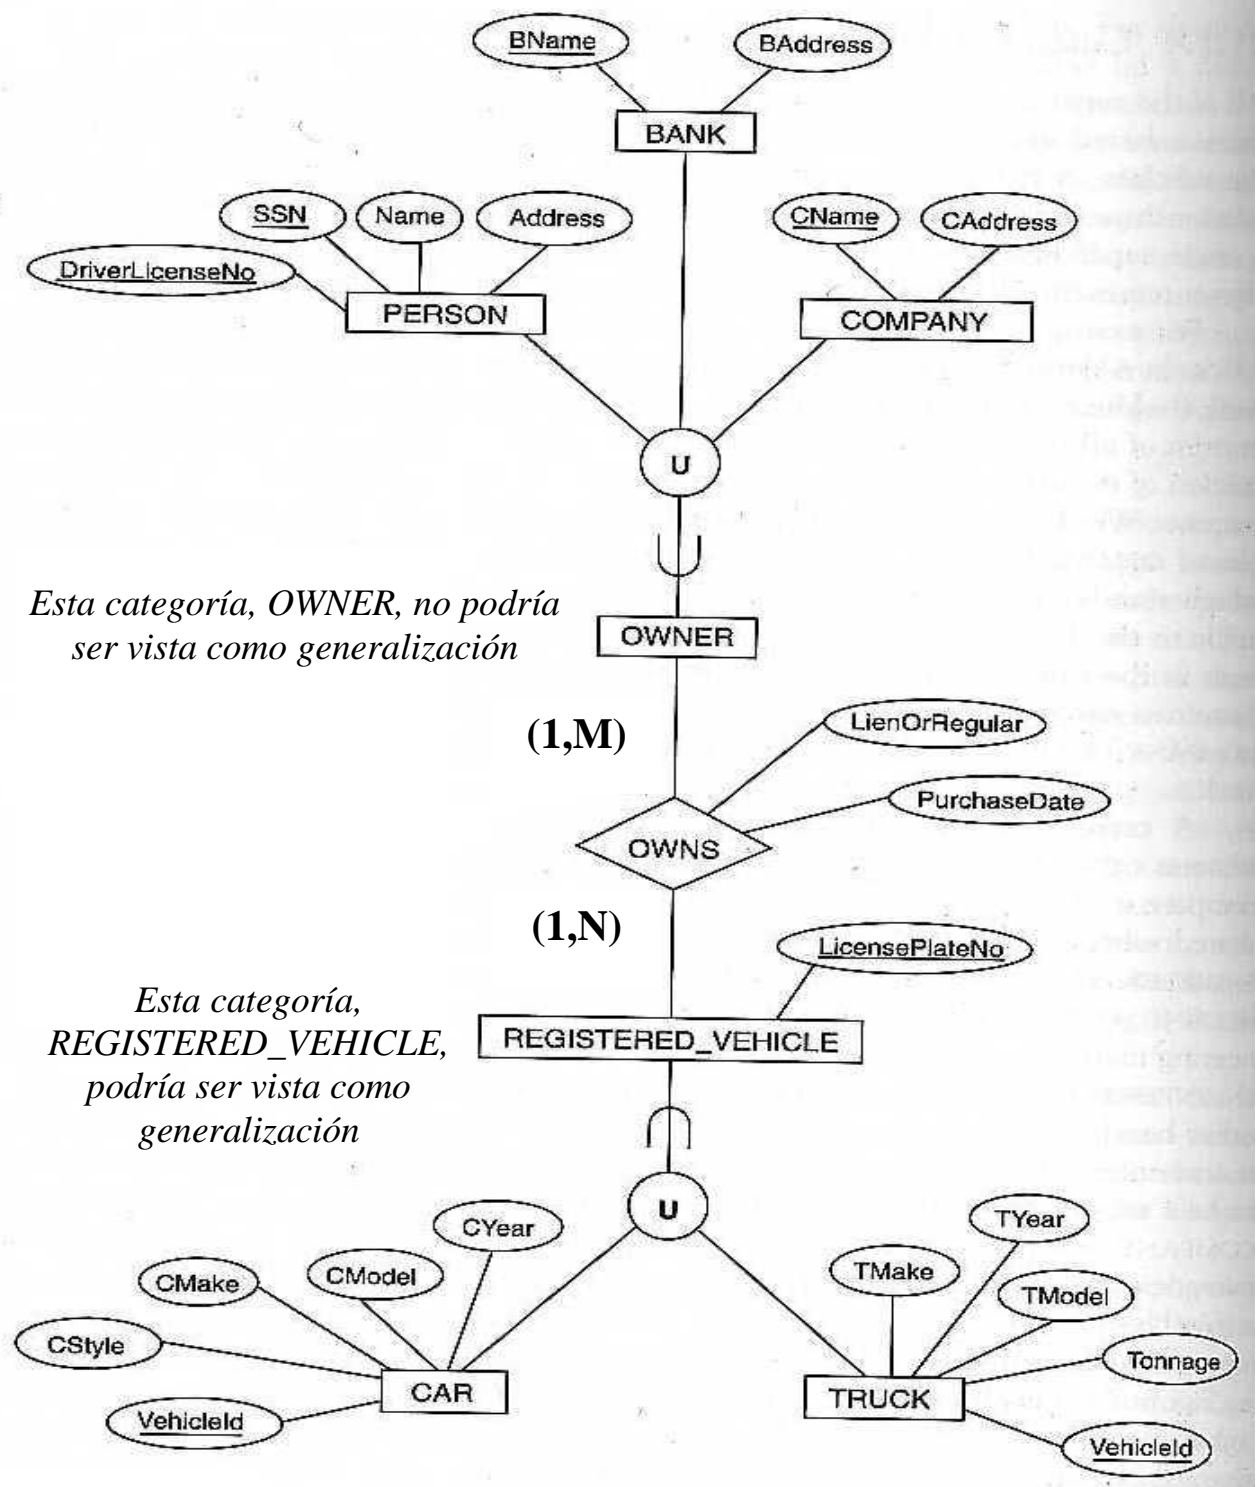 BName
BAddress
BANK
SSN
Name
Address
CName
CAddress
DriverLicenseNo
PERSON
COMPANY
U
Esta categoría, OWNER, no podría
ser vista como generalización
OWNER
(1,M)
LienOrRegular
PurchaseDate
OWNS
(1,N)
LicensePlateNo
Esta categoría,
REGISTERED_VEHICLE,
podría ser vista como
generalización
REGISTERED_VEHICLE
U
CYear
TYear
CMake
CModel
TMake
TModel
CStyle
Tonnage
CAR
TRUCK
VehicleId
VehicleId